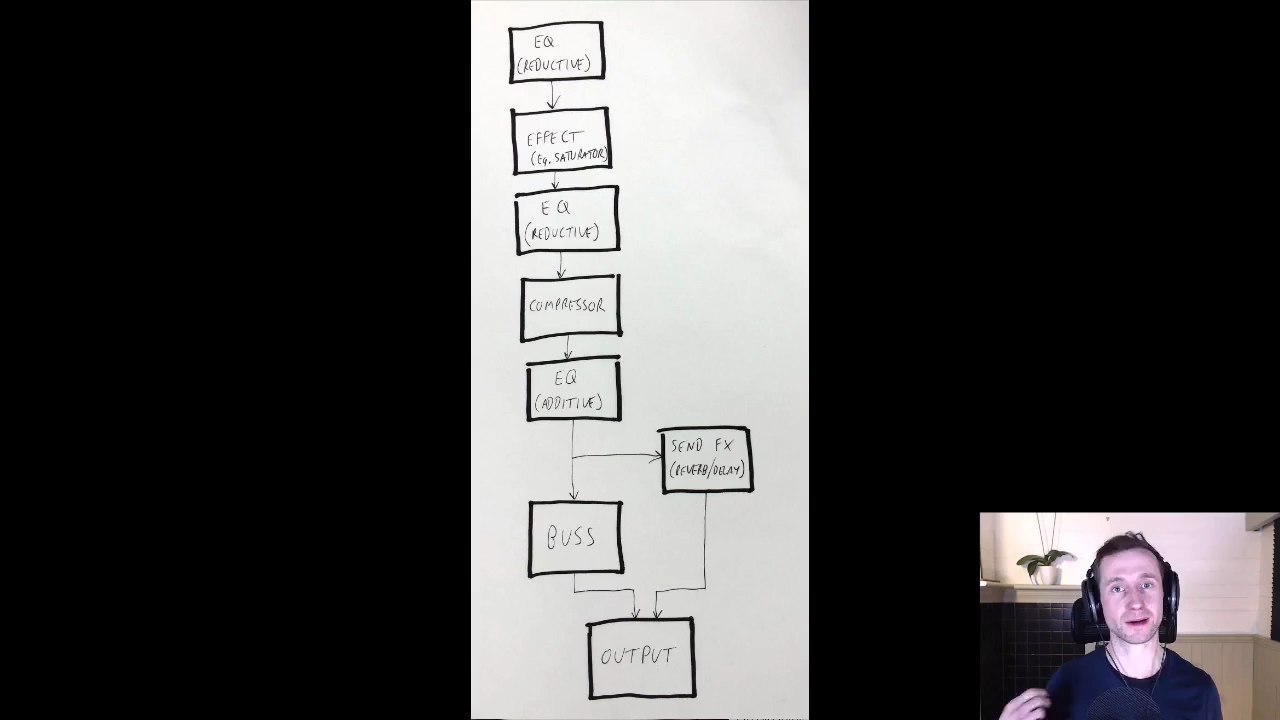 EQ
(REDUCTIVE)
EFFECT
(EG. SATURATOR)
EQ
(REDUCTIVE)
COMPRESSOR
EQ
(ADDITIVE)
SEND FX
(REVERB/DELAY)
BUSS
OUTPUT